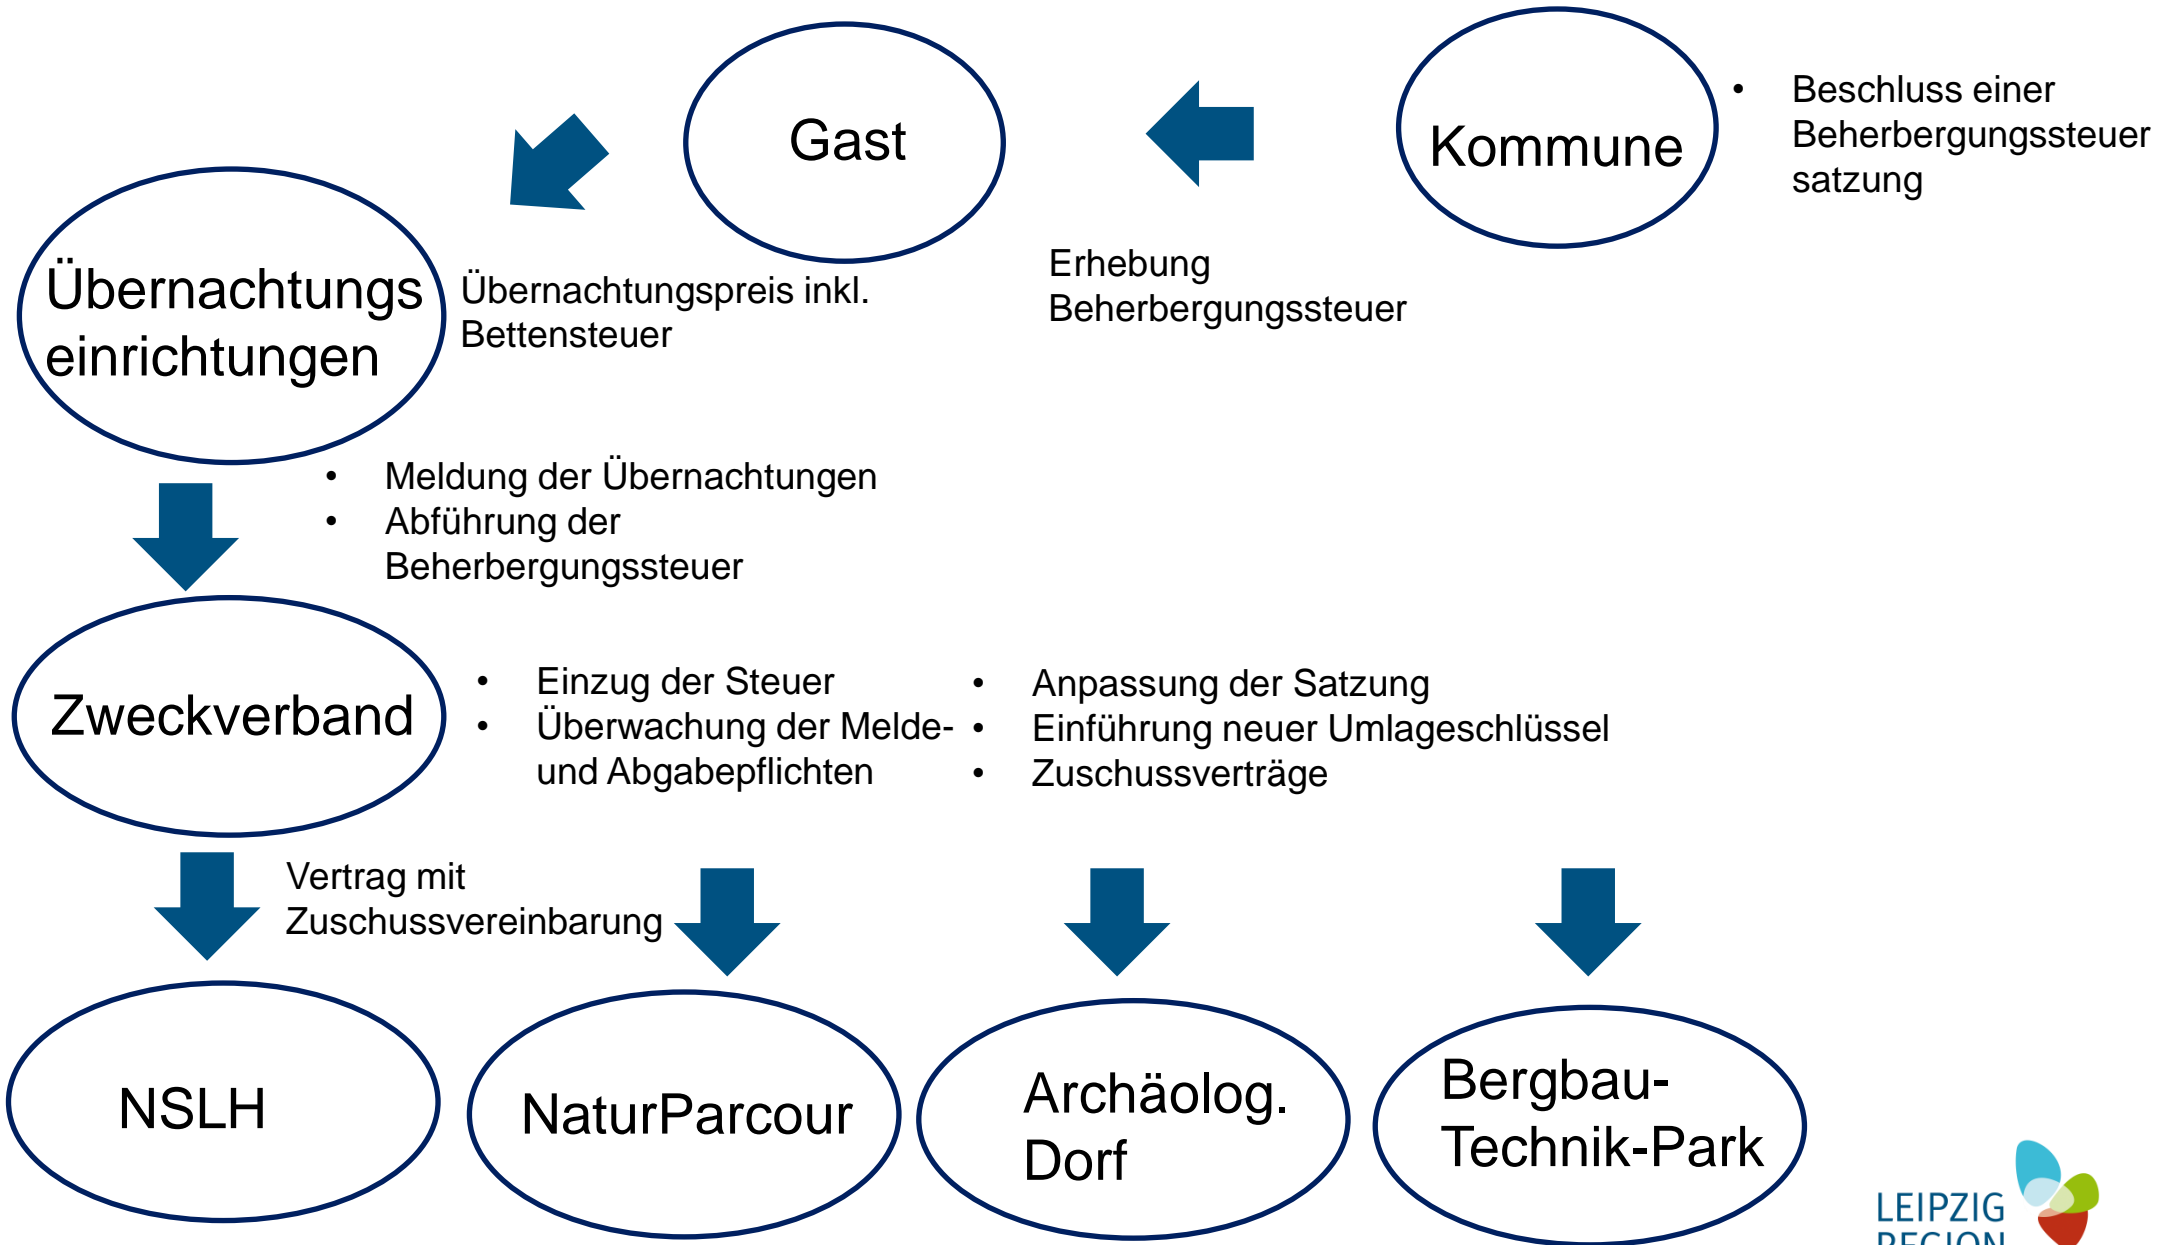 Gast
Kommune
• Beschluss einer
Beherbergungssteuer
satzung
Übernachtungs
einrichtungen
Übernachtungspreis inkl.
Bettensteuer
Erhebung
Beherbergungssteuer
• Meldung der Übernachtungen
• Abführung der
Beherbergungssteuer
Zweckverband
• Einzug der Steuer
• Überwachung der Melde-
und Abgabepflichten
• Anpassung der Satzung
• Einführung neuer Umlageschlüssel
• Zuschussverträge
Vertrag mit
Zuschussvereinbarung
NSLH
NaturParcour
Archäolog.
Dorf
Bergbau-
Technik-Park
LEIPZIG
REGION